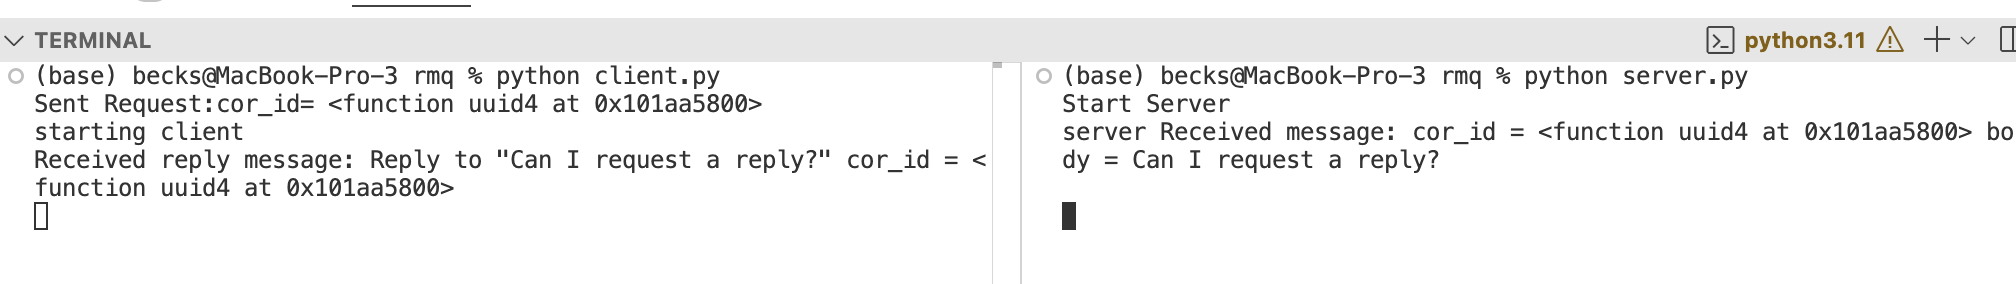 TERMINAL
python3.11
(base) becks@MacBook-Pro-3 rmq % python client.py
Sent Request:cor_id= <function uuid4 at 0x101aa5800>
starting client
Received reply message: Reply to "Can I request a reply?" cor_id = <
function uuid4 at 0x101aa5800>
(base) becks@MacBook-Pro-3 rmq % python server.py
Start Server
server Received message: cor_id = <function uuid4 at 0x101aa5800> bo
dy = Can I request a reply?